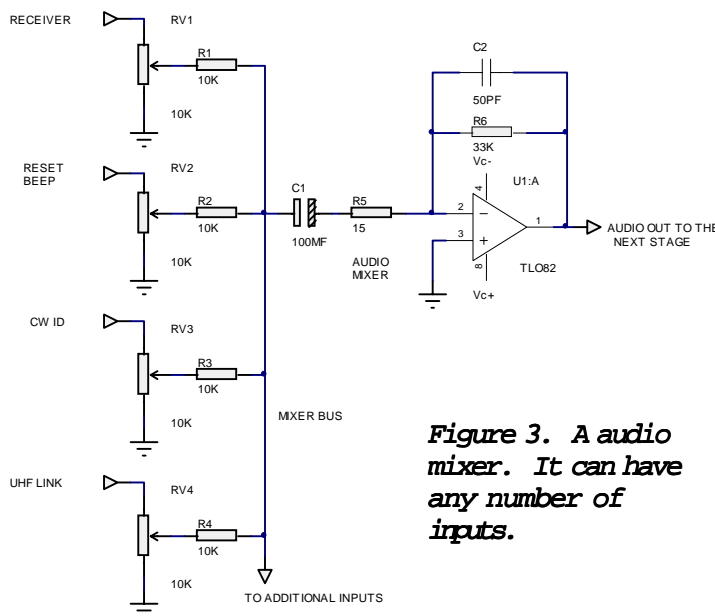 RECEIVER
RV1
R1
10K
10K
RESET
BEEP
RV2
R2
10K
10K
CW ID
RV3
R3
10K
10K
UHF LINK
RV4
R4
10K
10K
MIXER BUS
TO ADDITIONAL INPUTS
C1
100MF
R5
15
AUDIO
MIXER
C2
50PF
R6
33K
Vc-
4
U1:A
2
3
1
8
TLO82
Vc+
AUDIO OUT TO THE
NEXT STAGE
Figure 3. A audio
mixer. It can have
any number of
inputs.